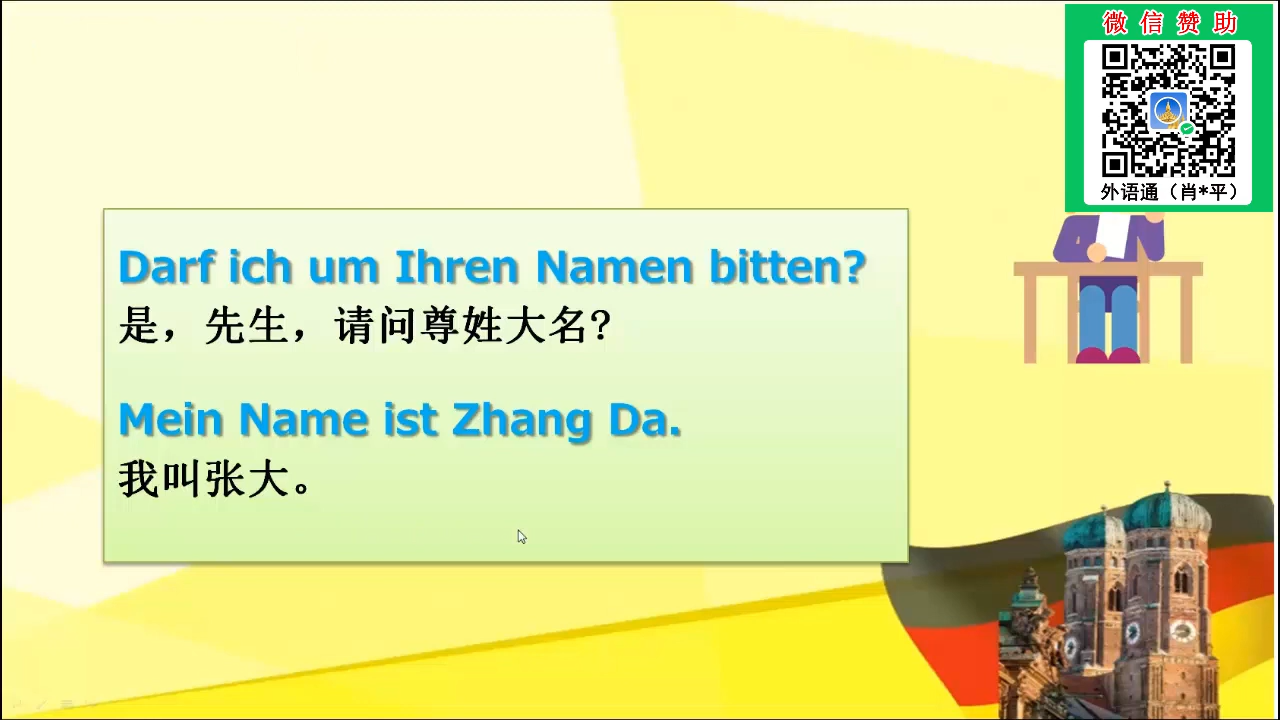 微信赞助
外语通（肖*平）
Darf ich um Ihren Namen bitten?
是，先生，请问尊姓大名?
Mein Name ist Zhang Da.
我叫张大。